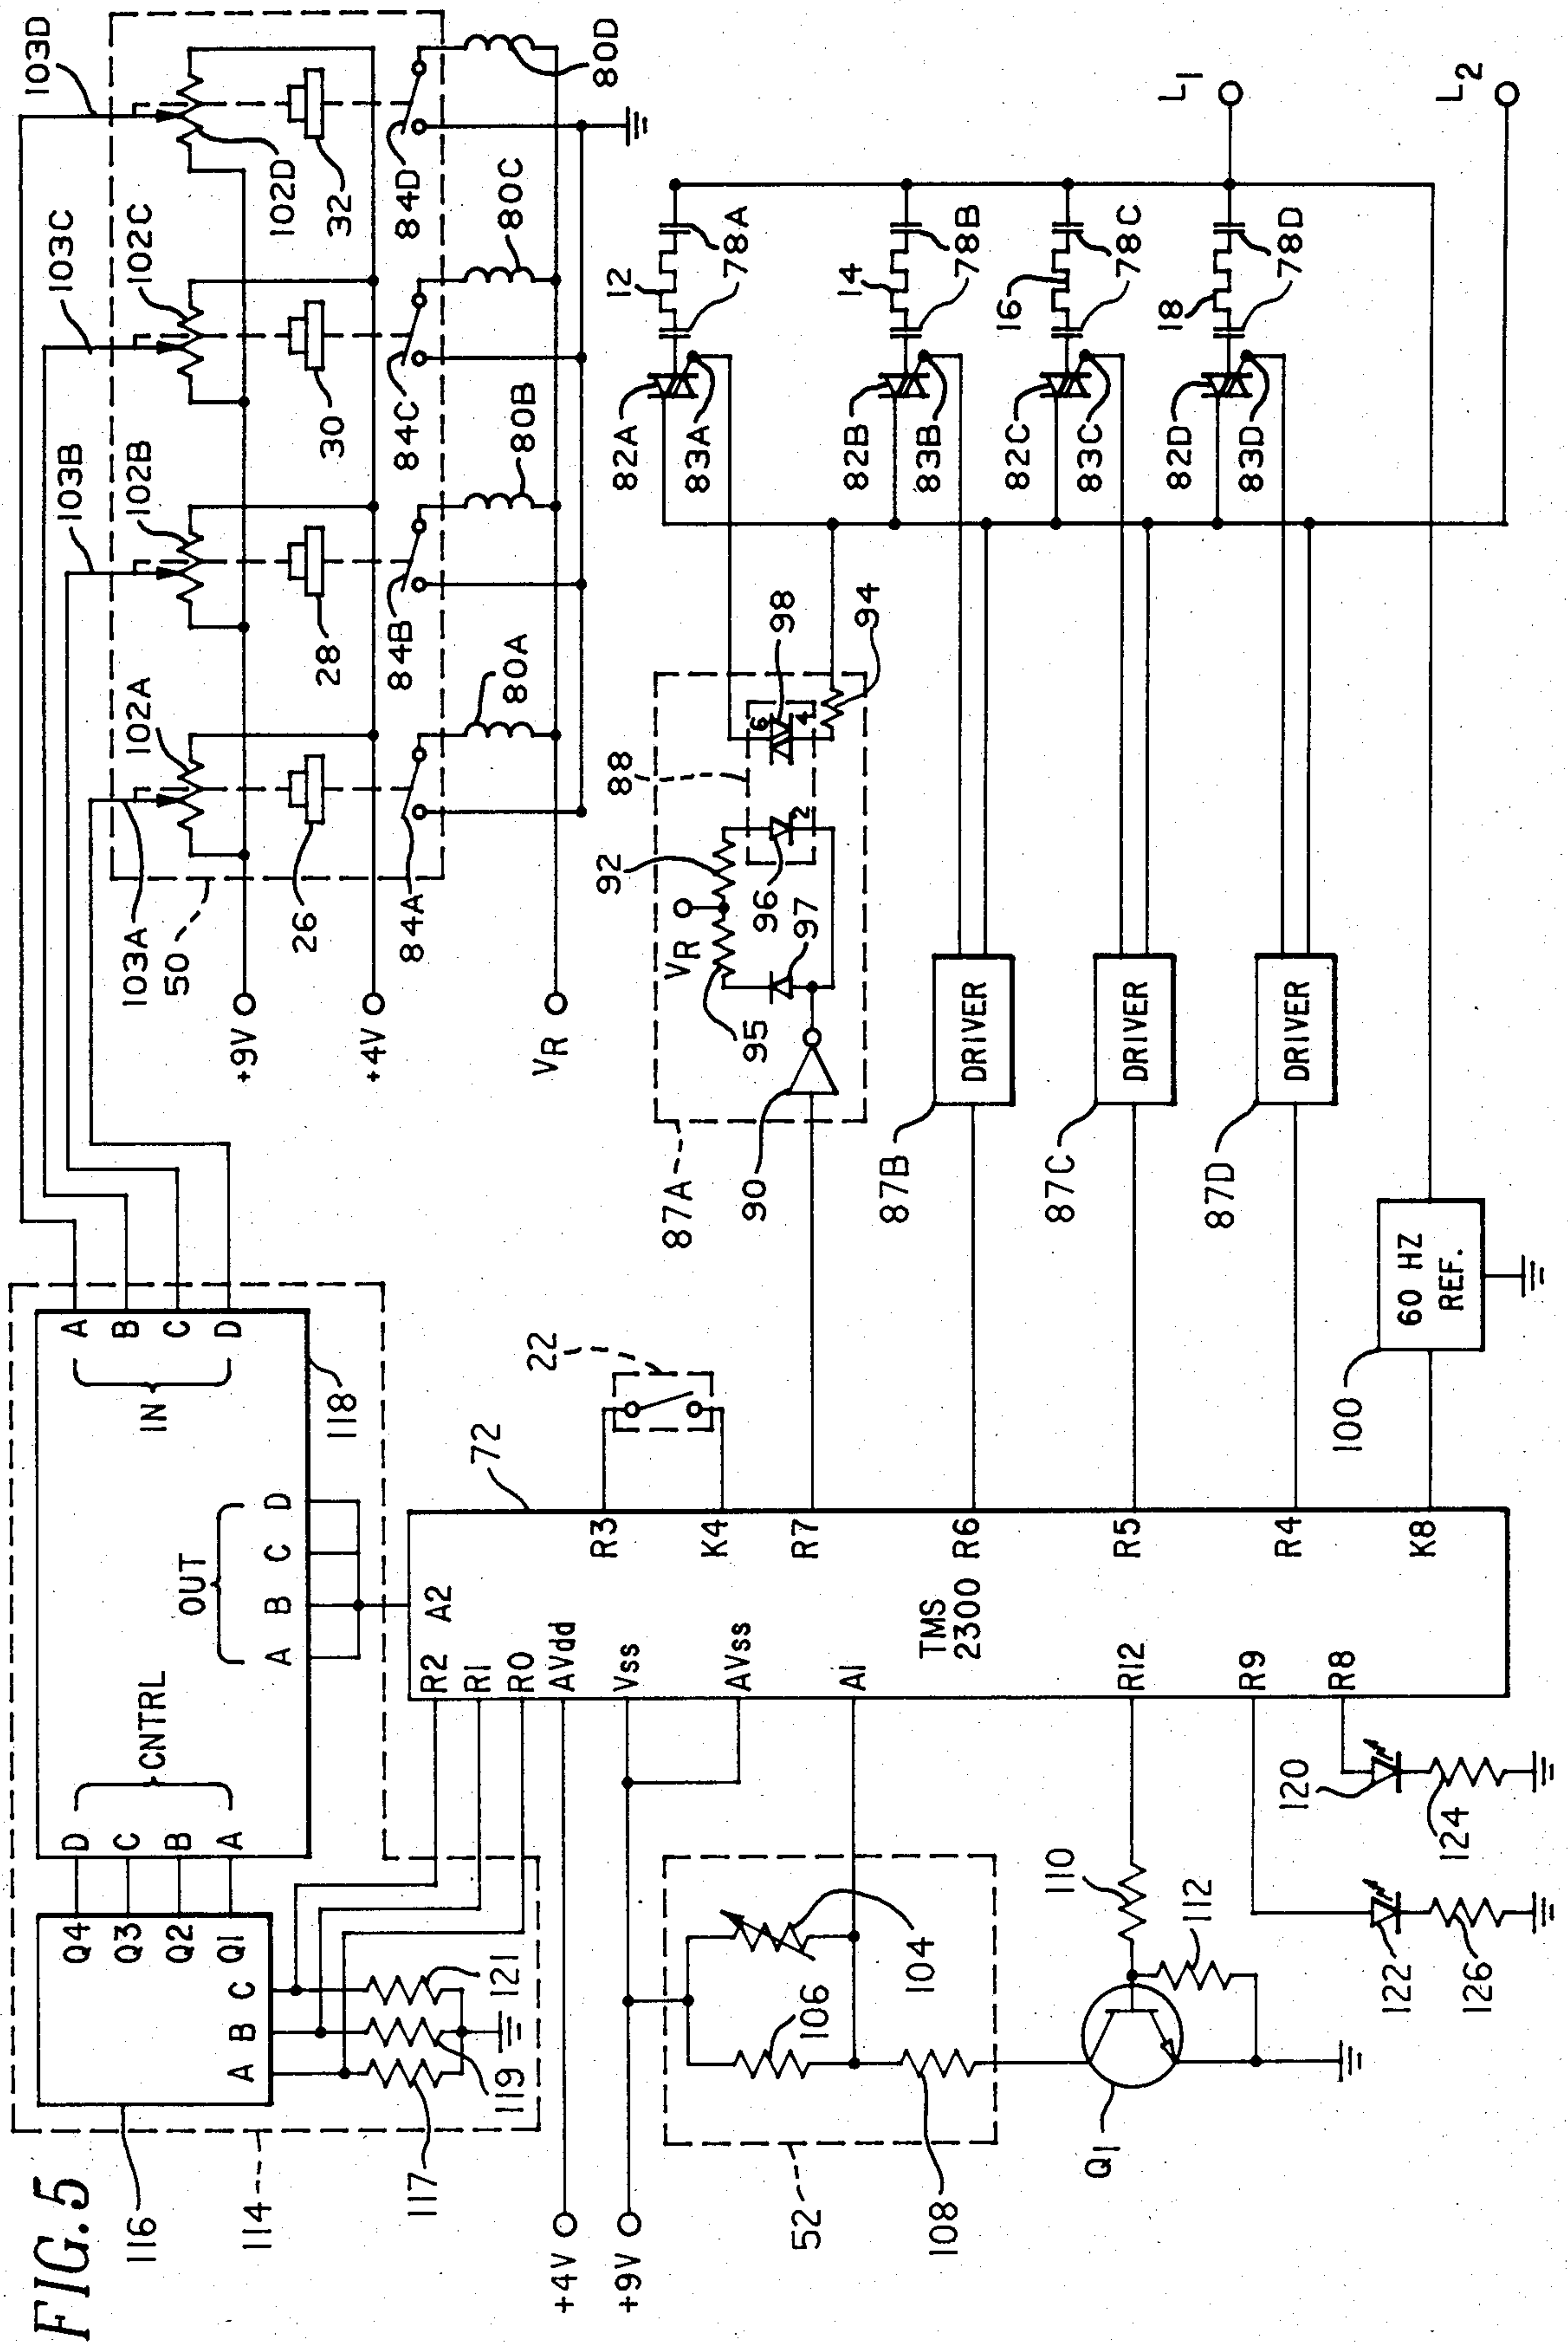 FIG. 5
116
114
Q4
Q3
Q2
Q1
A
B
C
117
119
121
D
C
B
A
CNTRL
OUT
A
B
C
D
IN
A
B
C
D
118
103A
103B
103C
103D
50
102A
102B
102C
102D
26
28
30
32
84A
84B
84C
84D
80A
80B
80C
80D
+9V
+4V
VR
+4V
+9V
R2
R1
R0
AVdd
Vss
AVss
A1
R12
R9
R8
A2
TMS
2300
72
R3
K4
R7
R6
R5
R4
K8
22
52
106
104
108
110
112
Q1
122
126
120
124
87A
90
95
97
VR
92
96
2
88
6
4
98
94
87B
DRIVER
87C
DRIVER
87D
DRIVER
100
60 HZ
REF.
82A
83A
12
78A
82B
83B
14
78B
82C
83C
16
78C
82D
83D
18
78D
L1
L2